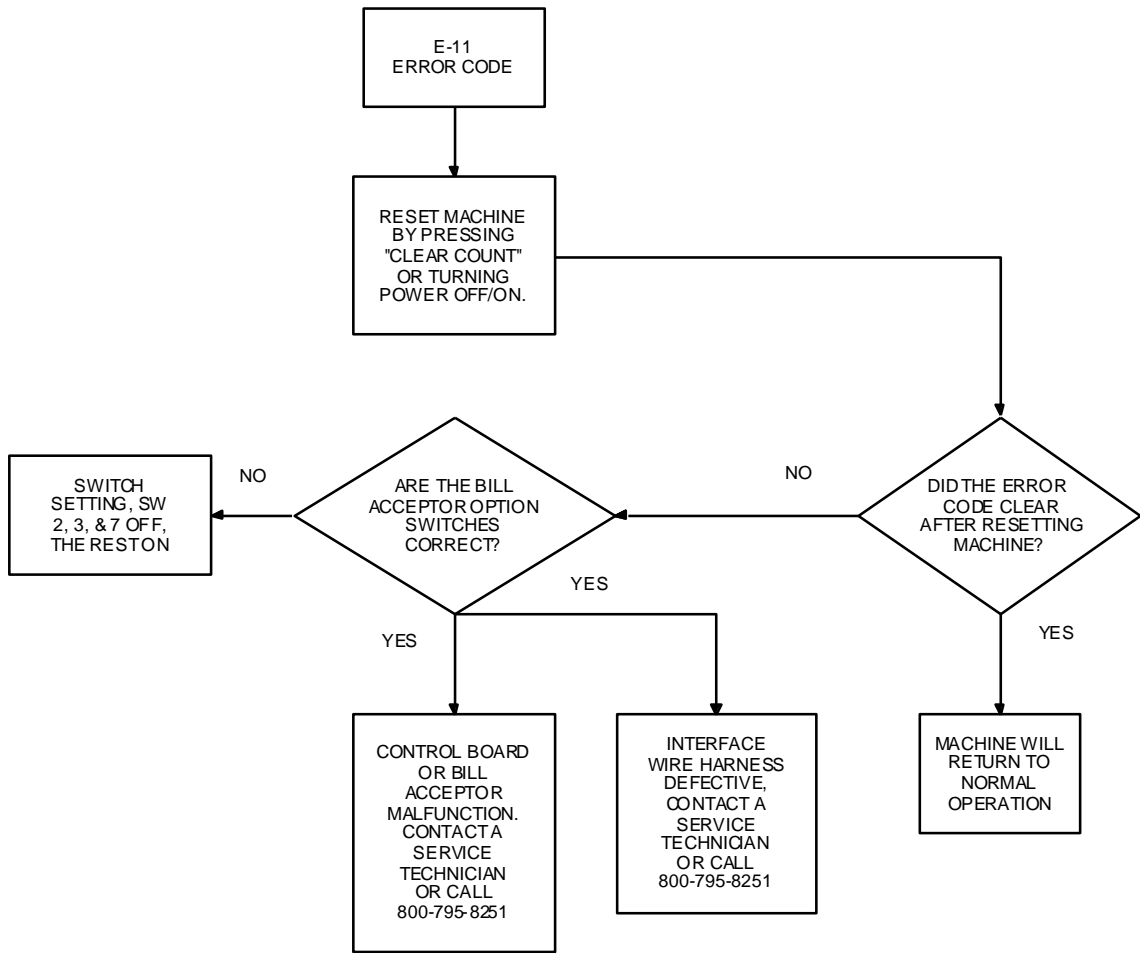 E-11
ERROR CODE
RESET MACHINE
BY PRESSING
"CLEAR COUNT"
OR TURNING
POWER OFF/ON.
DID THE ERROR
CODE CLEAR
AFTER RESETTING
MACHINE?
NO
YES
ARE THE BILL
ACCEPTOR OPTION
SWITCHES
CORRECT?
NO
YES
YES
SWITCH
SETTING, SW
2, 3, & 7 OFF,
THE REST ON
CONTROL BOARD
OR BILL
ACCEPTOR
MALFUNCTION.
CONTACT A
SERVICE
TECHNICIAN
OR CALL
800-795-8251
INTERFACE
WIRE HARNESS
DEFECTIVE,
CONTACT A
SERVICE
TECHNICIAN
OR CALL
800-795-8251
MACHINE WILL
RETURN TO
NORMAL
OPERATION